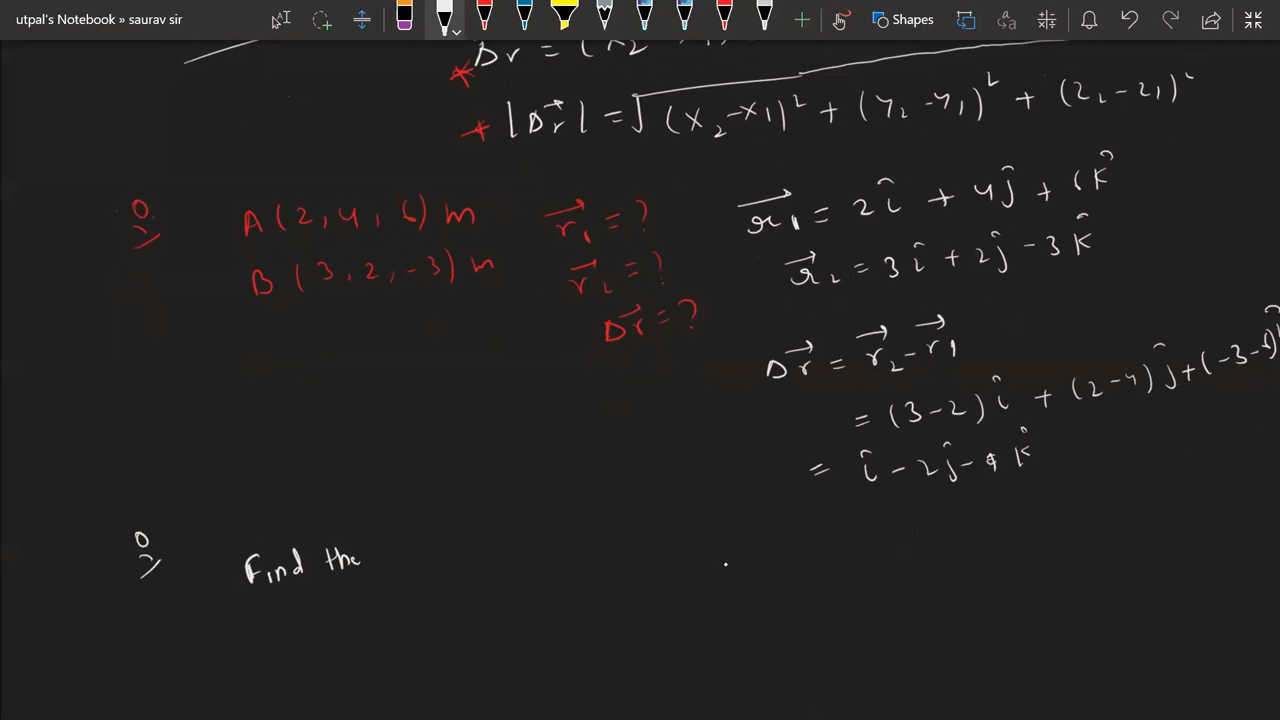 utpal's Notebook » saurav sir
Shapes
|Δr⃗| = √(x₂-x₁)² + (y₂-y₁)² + (z₂-z₁)²
Q. A(2, 4, 6) m r⃗₁ = ? r⃗₁ = 2î + 4ĵ + 6k̂
B(3, 2, -3) m r⃗₂ = ? r⃗₂ = 3î + 2ĵ - 3k̂
Δr⃗ = ?
Δr⃗ = r⃗₂ - r⃗₁
= (3-2)î + (2-4)ĵ + (-3-6)k̂
= î - 2ĵ - 9k̂
Q Find the